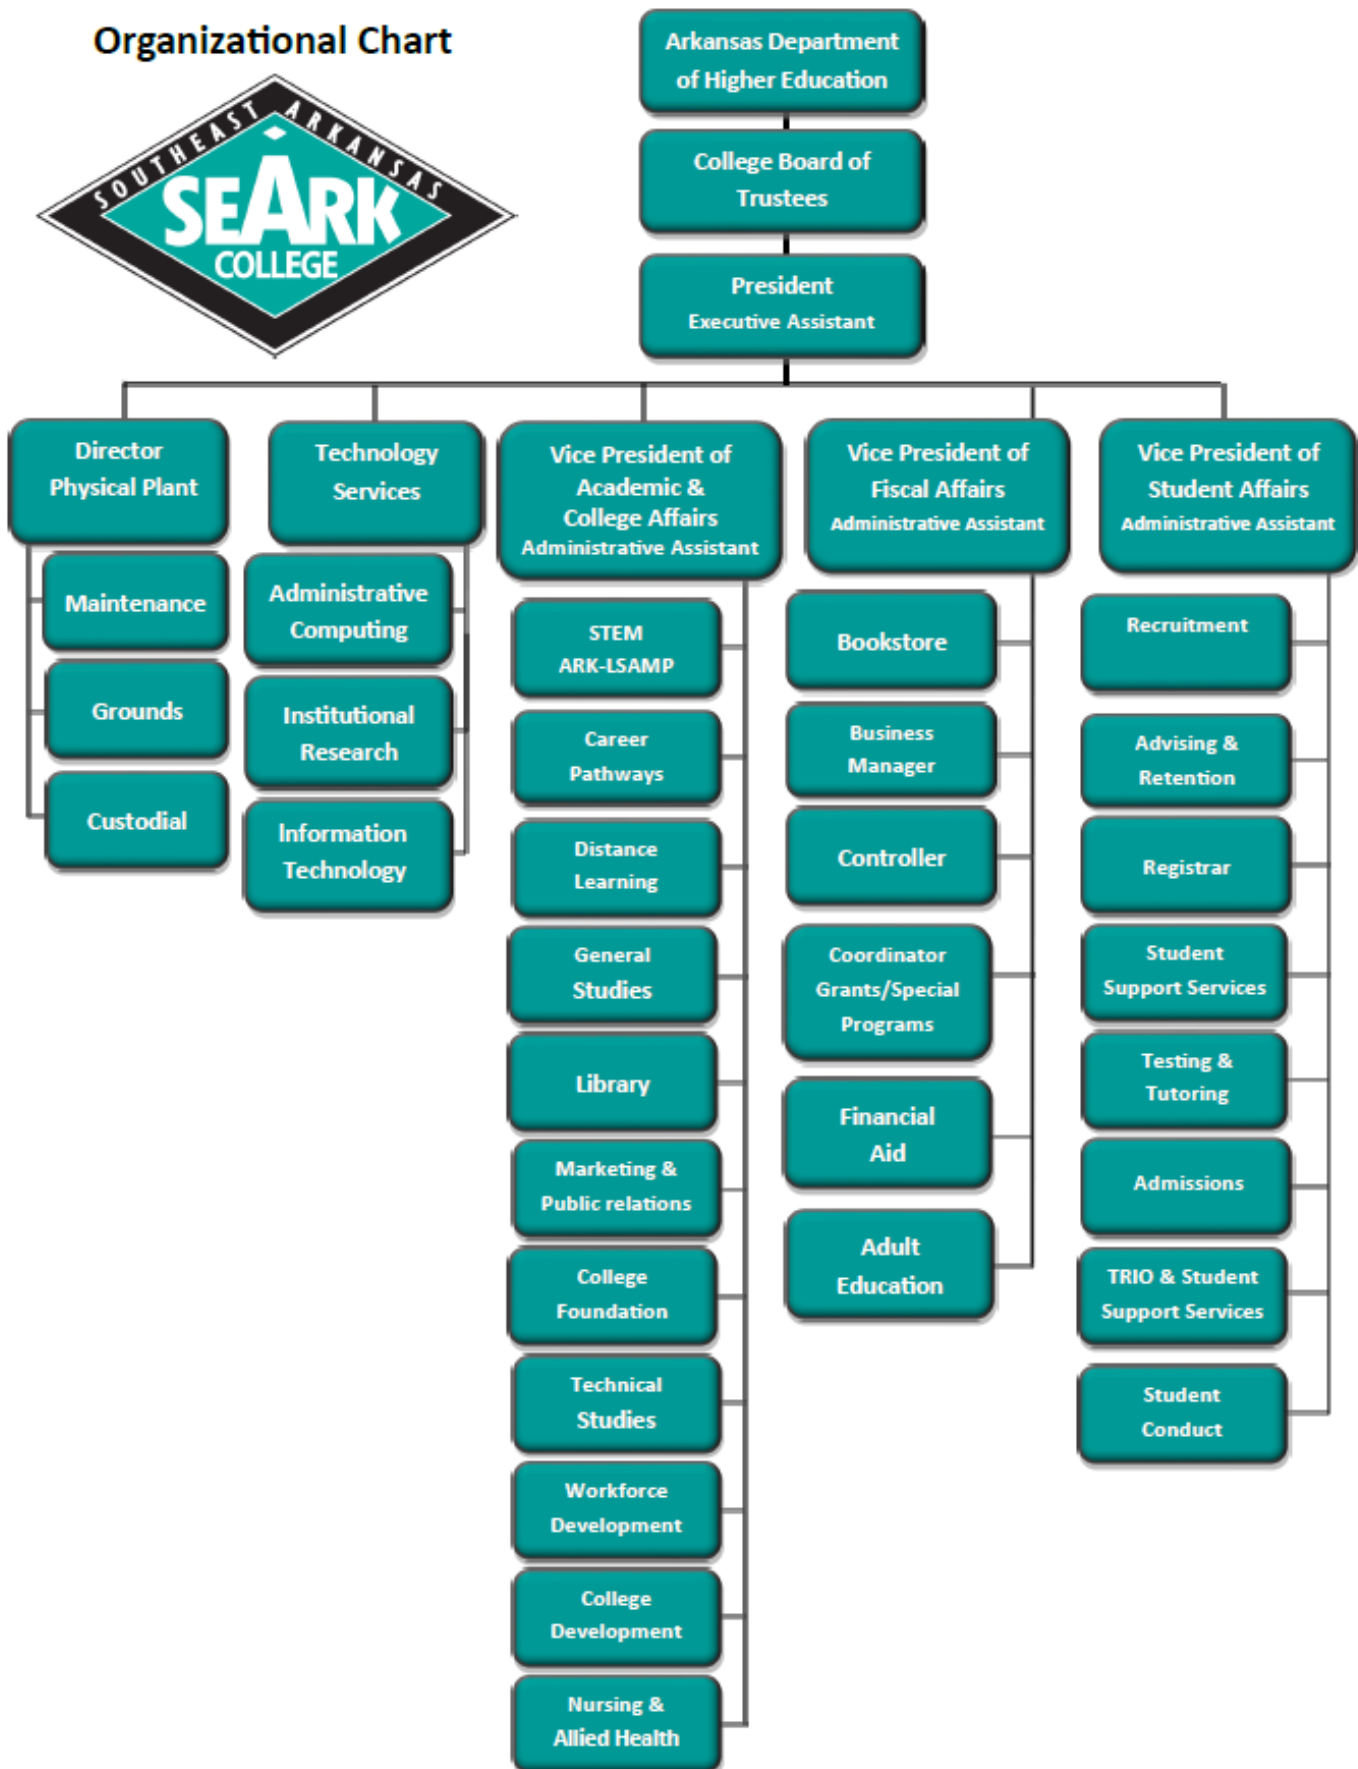 Organizational Chart
SOUTHEAST ARKANSAS
SEARK
COLLEGE
Arkansas Department
of Higher Education
College Board of
Trustees
President
Executive Assistant
Director
Physical Plant
Maintenance
Grounds
Custodial
Technology
Services
Administrative
Computing
Institutional
Research
Information
Technology
Vice President of
Academic &
College Affairs
Administrative Assistant
STEM
ARK-LSAMP
Career
Pathways
Distance
Learning
General
Studies
Library
Marketing &
Public relations
College
Foundation
Technical
Studies
Workforce
Development
College
Development
Nursing &
Allied Health
Vice President of
Fiscal Affairs
Administrative Assistant
Bookstore
Business
Manager
Controller
Coordinator
Grants/Special
Programs
Financial
Aid
Adult
Education
Vice President of
Student Affairs
Administrative Assistant
Recruitment
Advising &
Retention
Registrar
Student
Support Services
Testing &
Tutoring
Admissions
TRIO & Student
Support Services
Student
Conduct